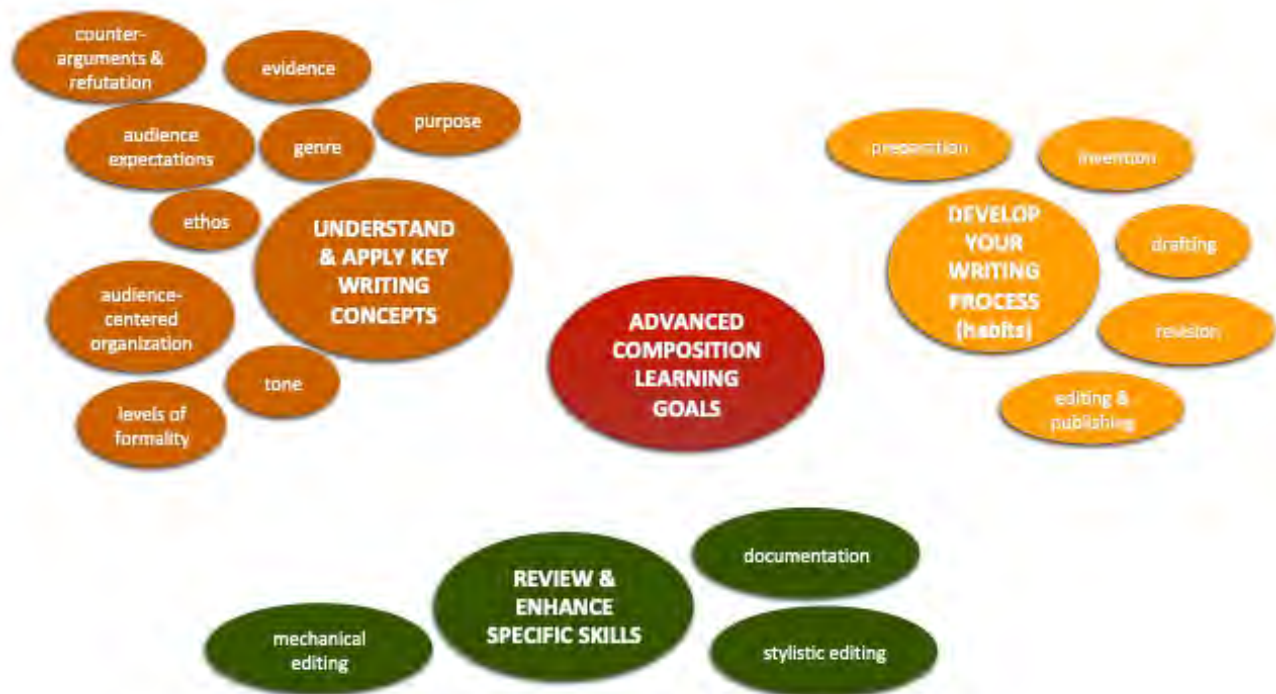 counter-
arguments &
refutation
evidence
purpose
audience
expectations
genre
ethos
UNDERSTAND
& APPLY KEY
WRITING
CONCEPTS
audience-
centered
organization
tone
levels of
formality
ADVANCED
COMPOSITION
LEARNING
GOALS
preparation
invention
DEVELOP
YOUR
WRITING
PROCESS
(habits)
drafting
revision
editing &
publishing
REVIEW &
ENHANCE
SPECIFIC SKILLS
documentation
mechanical
editing
stylistic editing